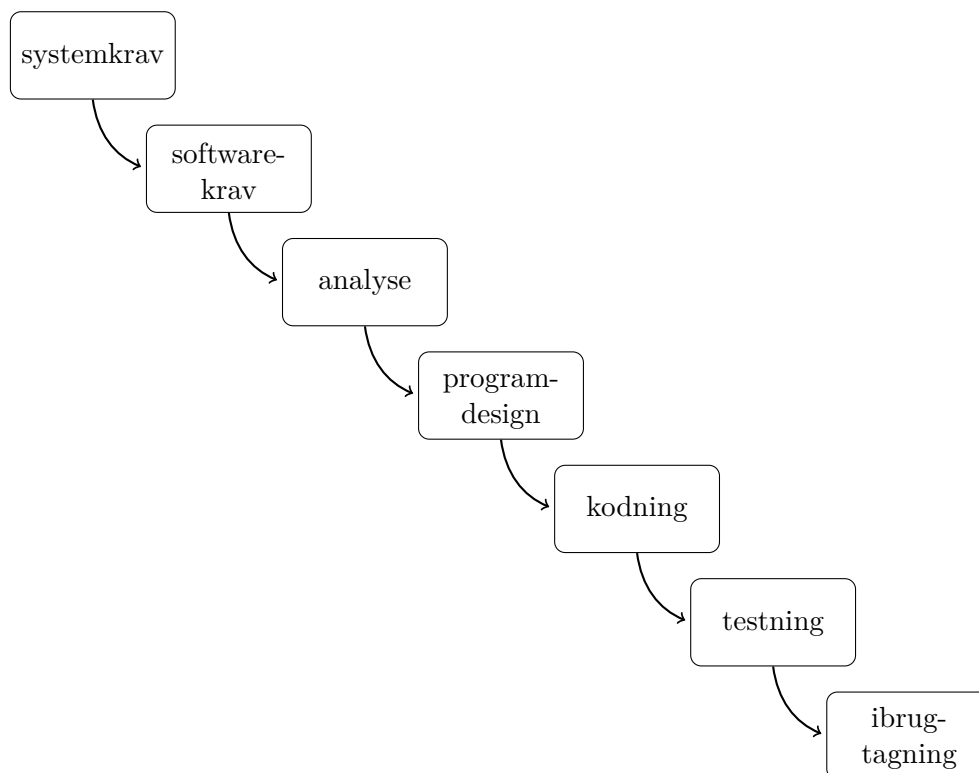 systemkrav
software-
krav
analyse
program-
design
kodning
testning
ibrug-
tagning